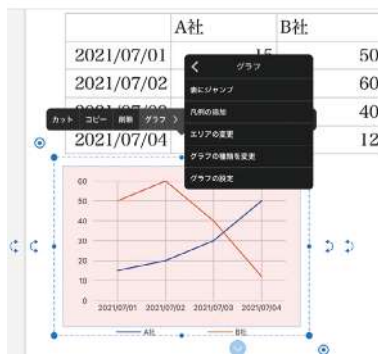 A社 B社
2021/07/01 15 50
2021/07/02 60
40
2021/07/04 12
カット コピー 削除 グラフ
グラフ
表にジャンプ
凡例の追加
エリアの変更
グラフの種類を変更
グラフの設定
60
50
40
30
20
10
0
2021/07/01 2021/07/02 2021/07/03 2021/07/04
A社 B社